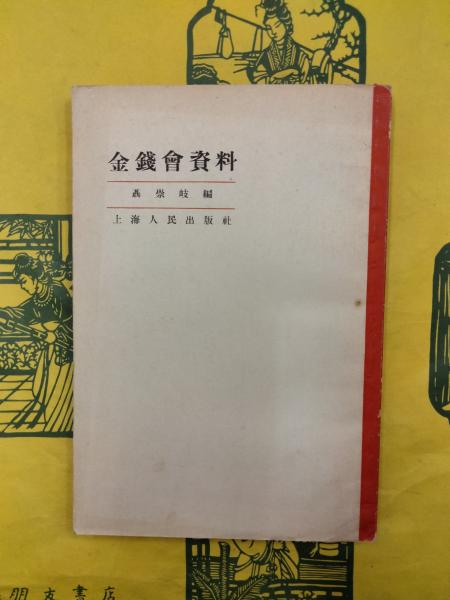 金錢會資料
聶崇岐編
上海人民出版社
朋友書店